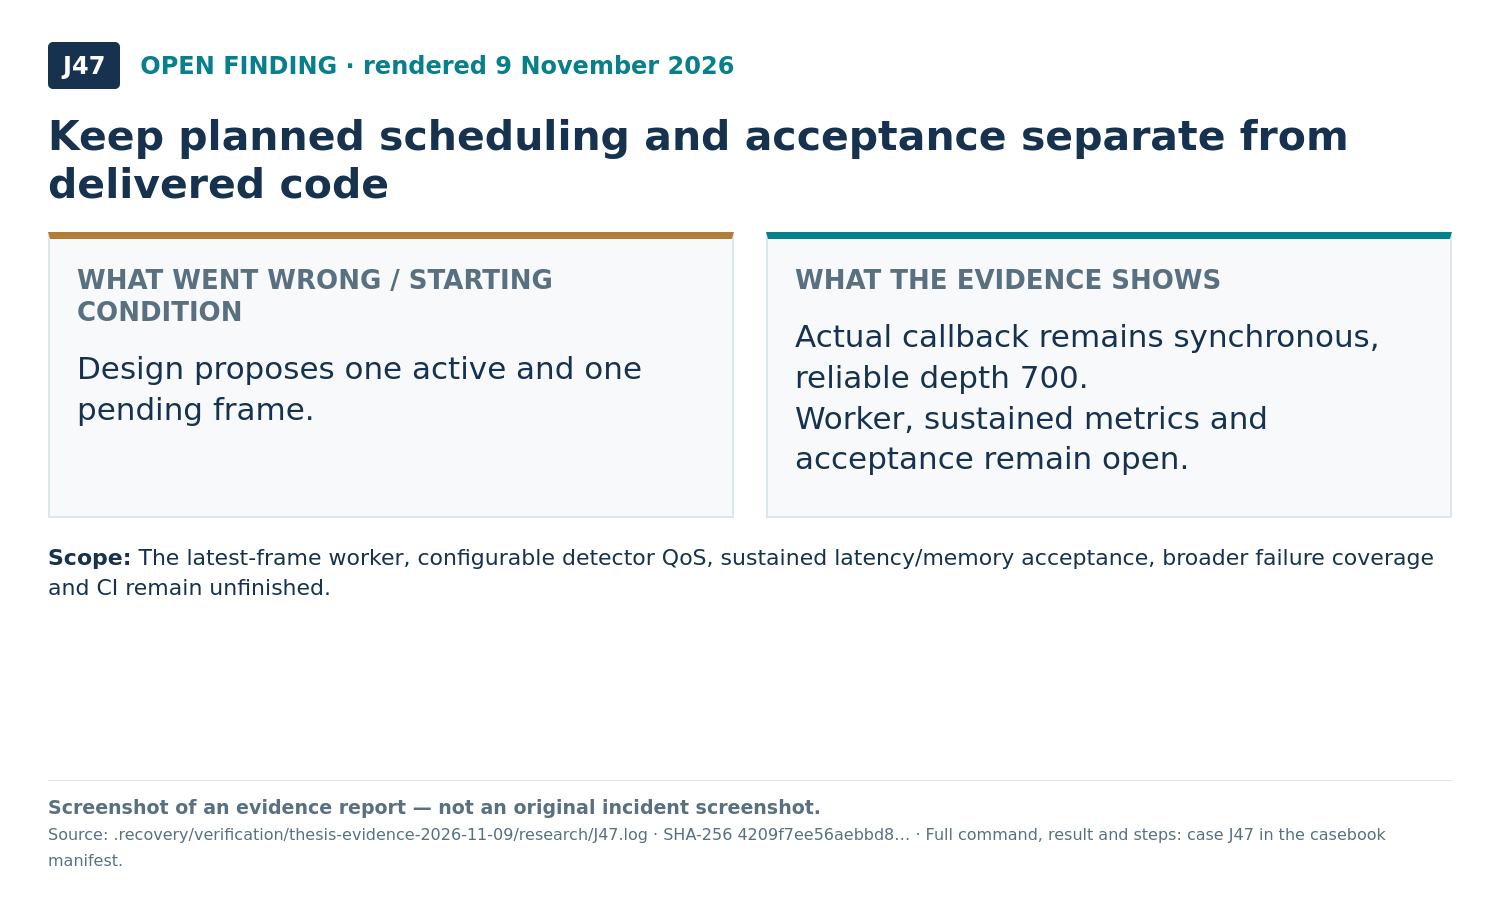 J47
OPEN FINDING · rendered 9 November 2026
Keep planned scheduling and acceptance separate from
delivered code
WHAT WENT WRONG / STARTING
CONDITION
Design proposes one active and one
pending frame.
WHAT THE EVIDENCE SHOWS
Actual callback remains synchronous,
reliable depth 700.
Worker, sustained metrics and
acceptance remain open.
Scope: The latest-frame worker, configurable detector QoS, sustained latency/memory acceptance, broader failure coverage
and CI remain unfinished.
Screenshot of an evidence report — not an original incident screenshot.
Source: .recovery/verification/thesis-evidence-2026-11-09/research/J47.log · SHA-256 4209f7ee56aebbd8… · Full command, result and steps: case J47 in the casebook
manifest.